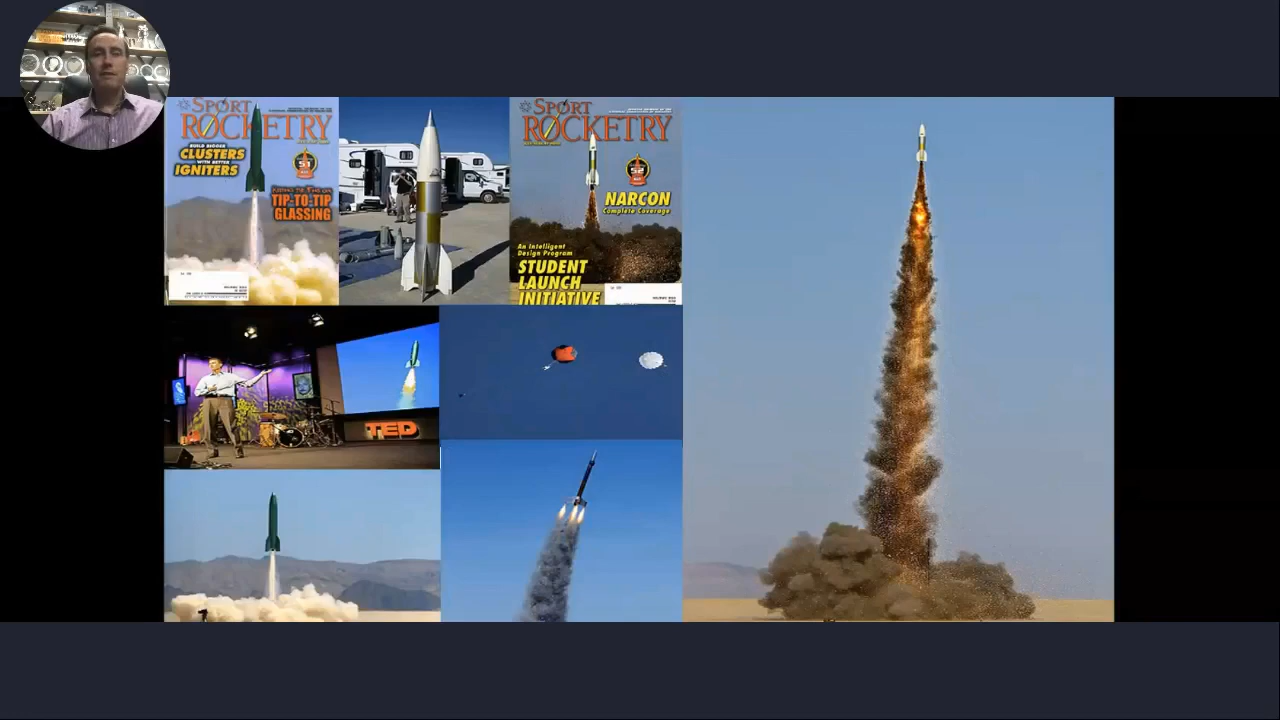 SPORT
ROCKETRY
BUILD BIGGER
CLUSTERS
WITH BETTER
IGNITERS
TIP-TO-TIP
GLASSING
SPORT
ROCKETRY
NARCON
Complete Coverage
An Intelligent
Design Program
STUDENT
LAUNCH
INITIATIVE
TED